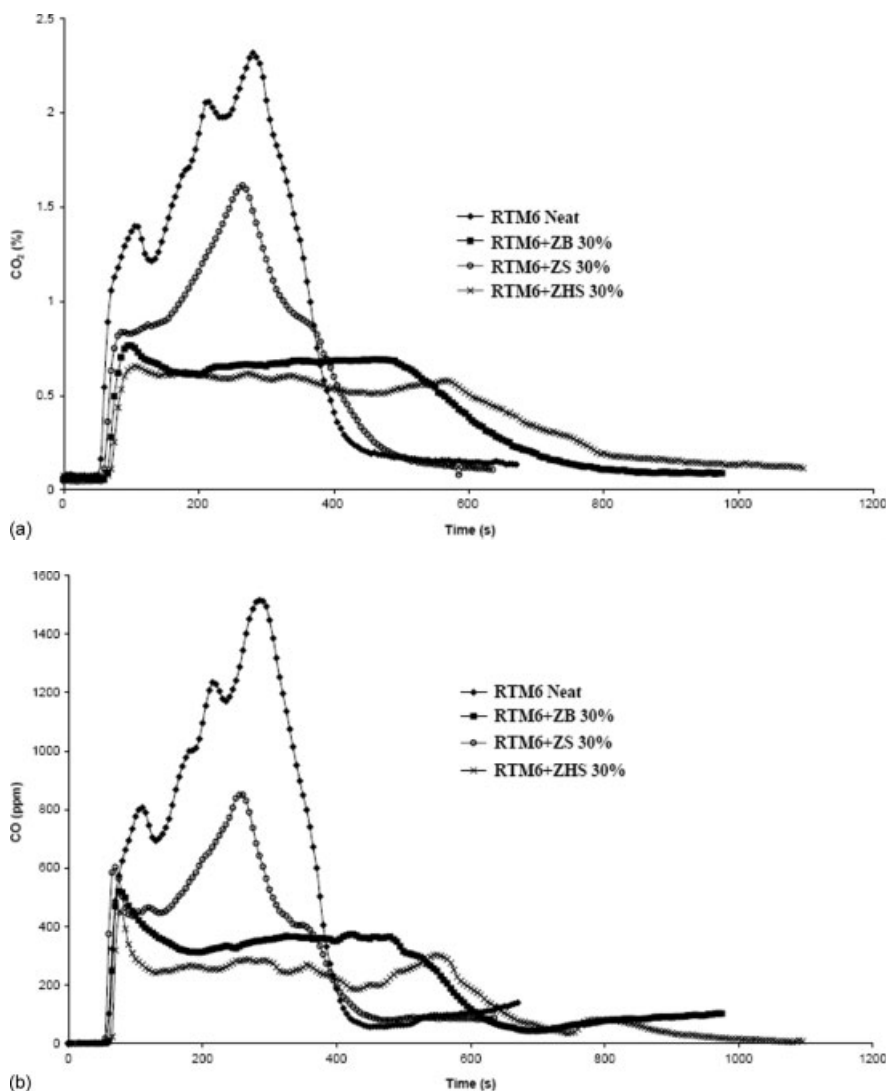 2.5
2
1.5
1
0.5
0
CO₂ (%)
RTM6 Neat
RTM6+ZB 30%
RTM6+ZS 30%
RTM6+ZHS 30%
0 200 400 600 800 1000 1200
Time (s)
(a)
1600
1400
1200
1000
800
600
400
200
0
CO (ppm)
RTM6 Neat
RTM6+ZB 30%
RTM6+ZS 30%
RTM6+ZHS 30%
0 200 400 600 800 1000 1200
Time (s)
(b)